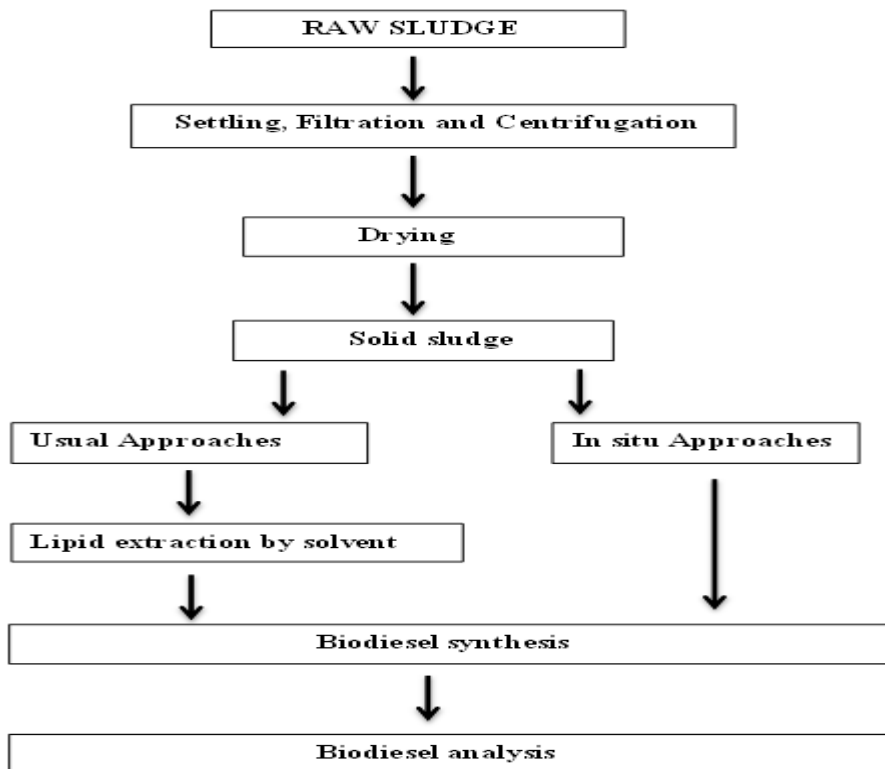 RAW SLUDGE
Settling, Filtration and Centrifugation
Drying
Solid sludge
Usual Approaches
In situ Approaches
Lipid extraction by solvent
Biodiesel synthesis
Biodiesel analysis